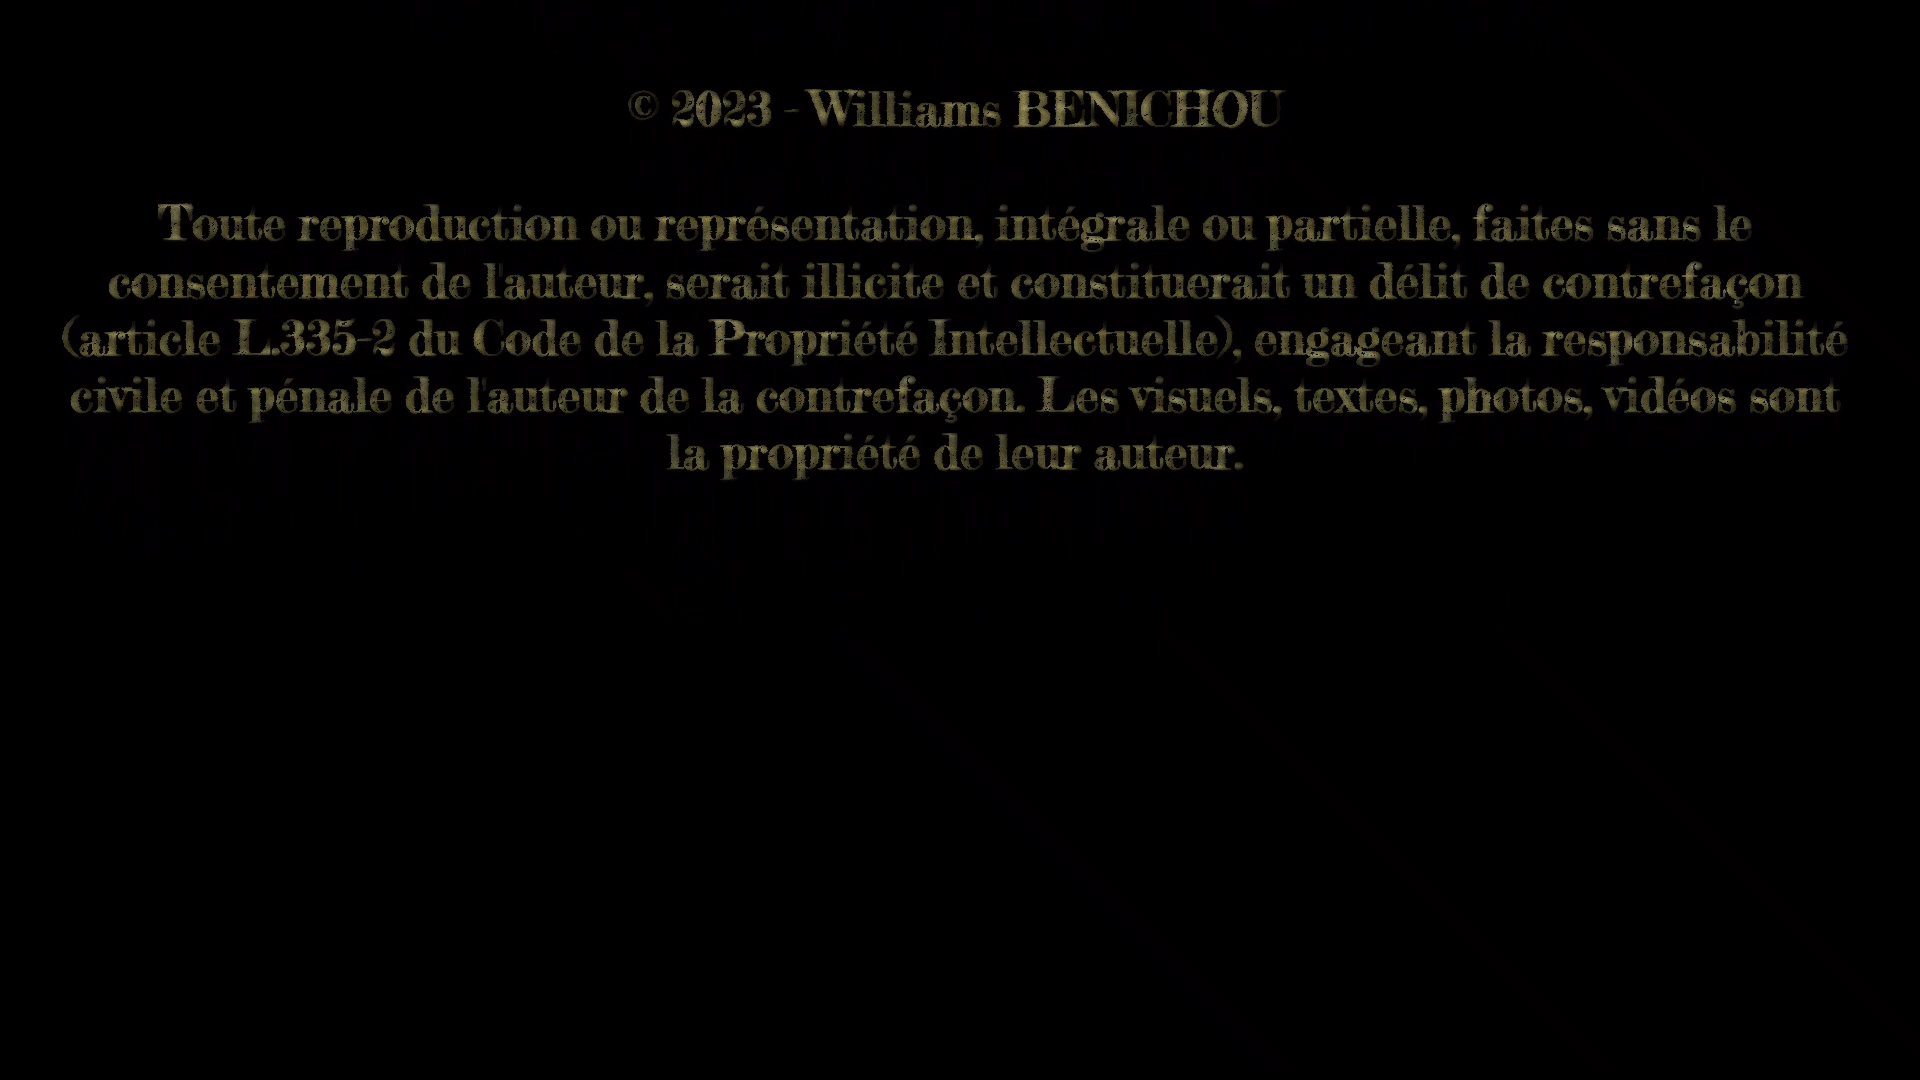 © 2023 - Williams BENICHOU
Toute reproduction ou représentation, intégrale ou partielle, faites sans le
consentement de l'auteur, serait illicite et constituerait un délit de contrefaçon
(article L.335-2 du Code de la Propriété Intellectuelle), engageant la responsabilité
civile et pénale de l'auteur de la contrefaçon. Les visuels, textes, photos, vidéos sont
la propriété de leur auteur.